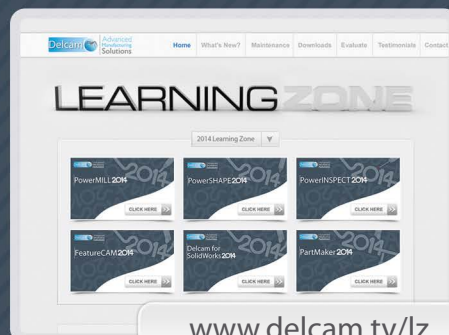 Delcam
Advanced
Manufacturing
Solutions
Home What's New? Maintenance Downloads Evaluate Testimonials Contact
LEARNINGZONE
2014 Learning Zone
PowerMILL2014 PowerSHAPE2014 PowerINSPECT2014
CLICK HERE CLICK HERE CLICK HERE
FeatureCAM2014 Delcam for
SolidWorks2014 PartMaker2014
CLICK HERE CLICK HERE CLICK HERE
www.delcam.tv/lz